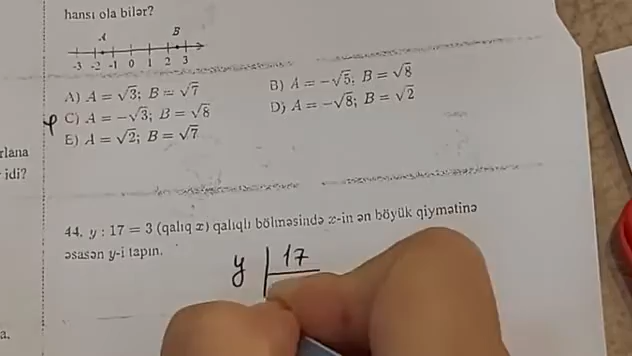 hansı ola bilər?
A B
-3 -2 -1 0 1 2 3
A) A = √3; B = √7
B) A = -√5; B = √8
C) A = -√3; B = √8
D) A = -√8; B = √2
E) A = √2; B = √7
rlana
idi?
44. y : 17 = 3 (qalıq x) qalıqlı bölməsində x-in ən böyük qiymətinə
əsasən y-i tapın.
y 17
a.